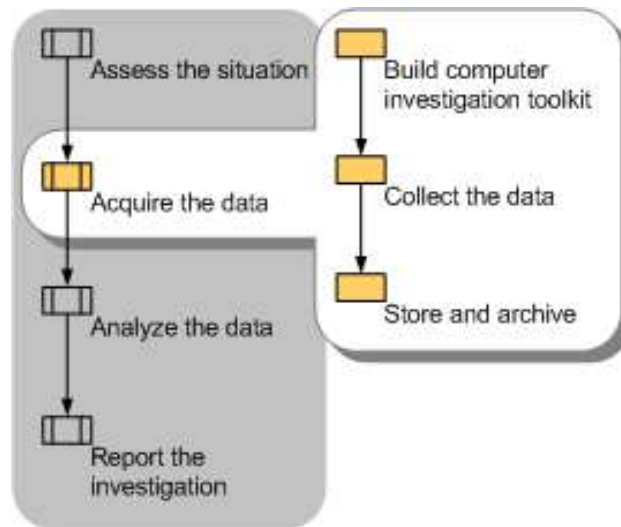 Assess the situation
Acquire the data
Analyze the data
Report the
investigation
Build computer
investigation toolkit
Collect the data
Store and archive